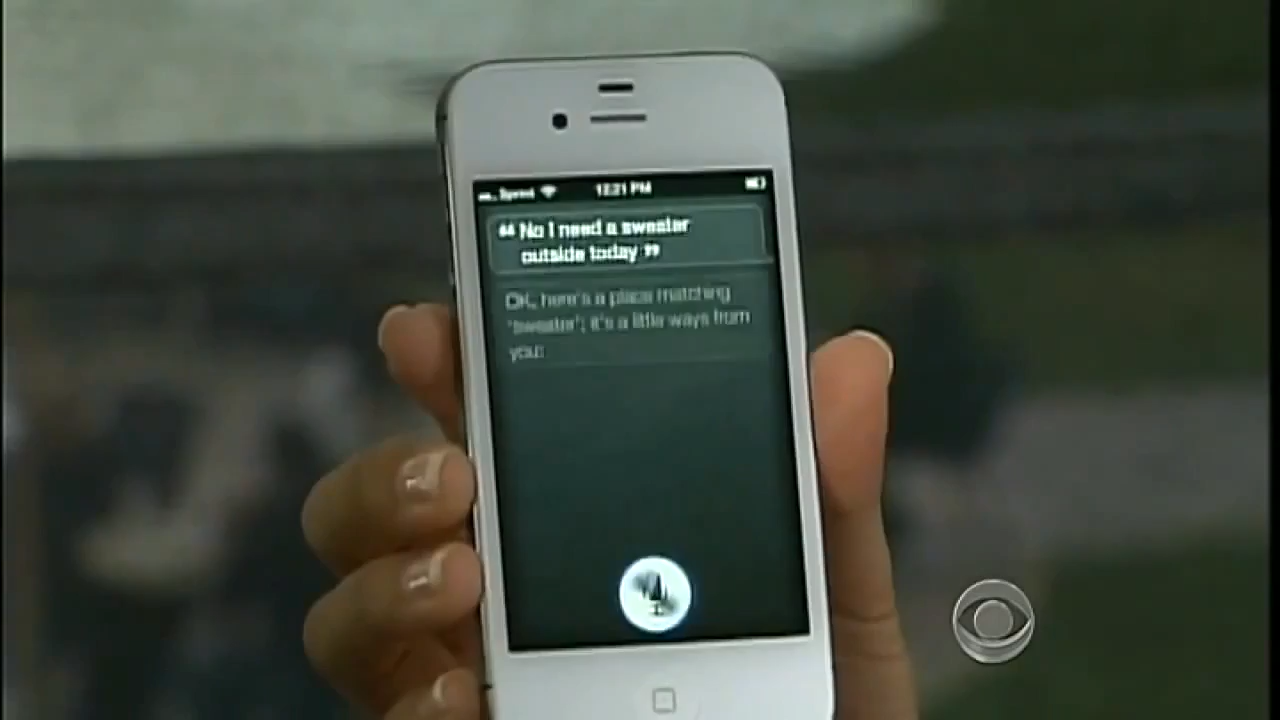 Sprint 12:21 PM
“ No I need a sweater
outside today ”
OK, here's a place matching
'sweater'; it's a little ways from
you: